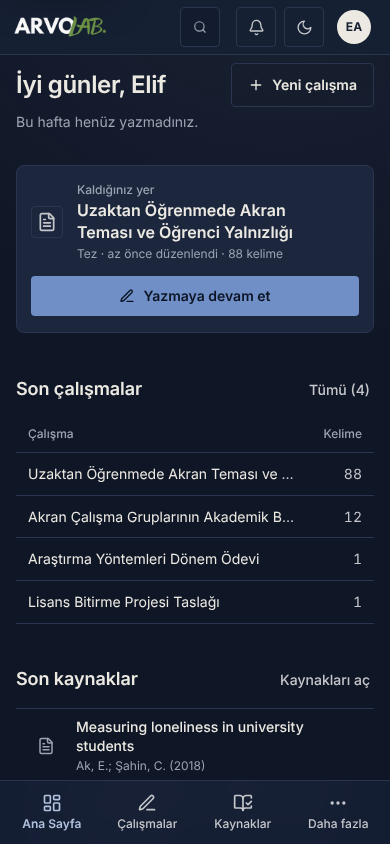 ARVOLAB.
EA
İyi günler, Elif
Yeni çalışma
Bu hafta henüz yazmadınız.
Kaldığınız yer
Uzaktan Öğrenmede Akran
Teması ve Öğrenci Yalnızlığı
Tez · az önce düzenlendi · 88 kelime
Yazmaya devam et
Son çalışmalar
Tümü (4)
Çalışma Kelime
Uzaktan Öğrenmede Akran Teması ve ... 88
Akran Çalışma Gruplarının Akademik B... 12
Araştırma Yöntemleri Dönem Ödevi 1
Lisans Bitirme Projesi Taslağı 1
Son kaynaklar
Kaynakları aç
Measuring loneliness in university
students
Ak, E.; Şahin, C. (2018)
Ana Sayfa Çalışmalar Kaynaklar Daha fazla